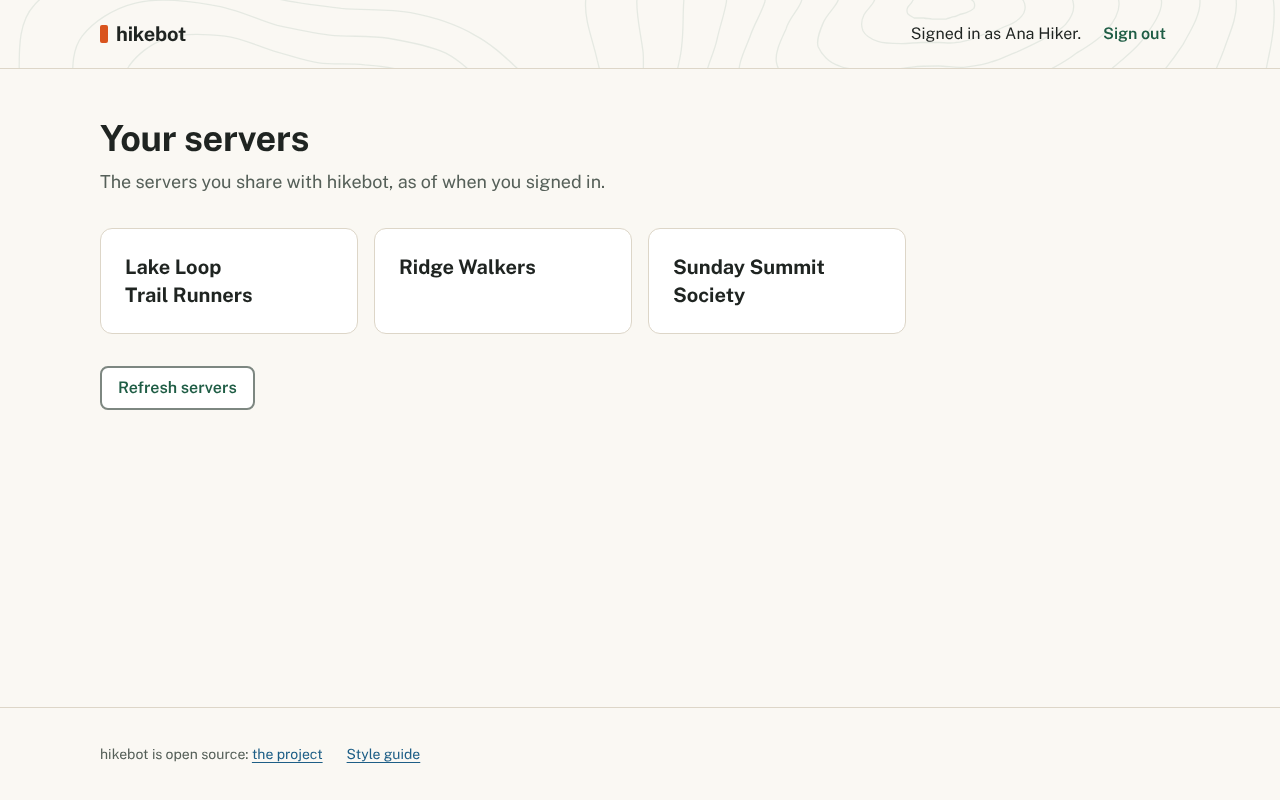 hikebot
Signed in as Ana Hiker.
Sign out
Your servers
The servers you share with hikebot, as of when you signed in.
Lake Loop
Trail Runners
Ridge Walkers
Sunday Summit
Society
Refresh servers
hikebot is open source: the project
Style guide